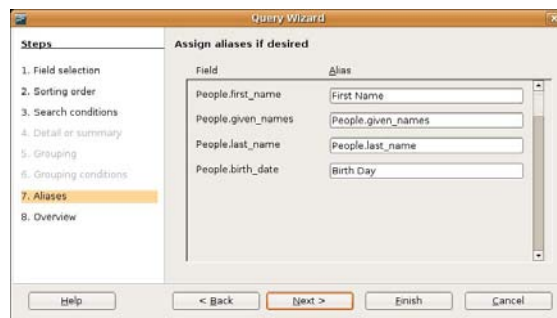 Query Wizard
Steps
1. Field selection
2. Sorting order
3. Search conditions
4. Detail or summary
5. Grouping
6. Grouping conditions
7. Aliases
8. Overview
Assign aliases if desired
Field Alias
People.first_name First Name
People.given_names People.given_names
People.last_name People.last_name
People.birth_date Birth Day
Help < Back Next > Finish Cancel